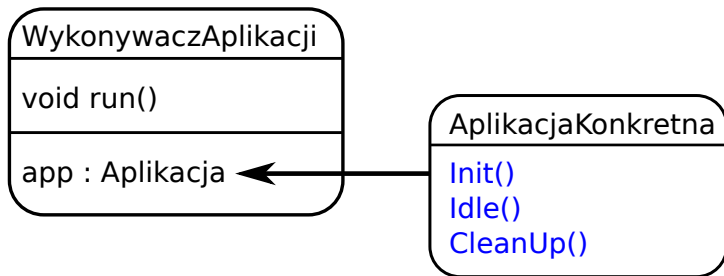 WykonywaczAplikacji
void run()
app : Aplikacja
AplikacjaKonkretna
Init()
Idle()
CleanUp()